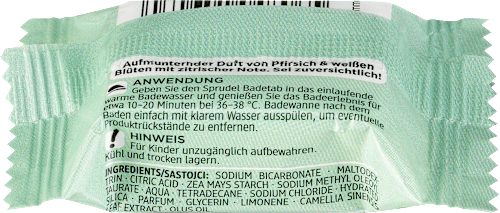 Aufmunternder Duft von Pfirsich & weißen
Blüten mit zitrischer Note. Sei zuversichtlich!
ANWENDUNG
Geben Sie den Sprudel Badetab in das einlaufende
warme Badewasser und genießen Sie das Badeerlebnis für
etwa 10-20 Minuten bei 36-38 °C. Badewanne nach dem
Baden einfach mit klarem Wasser ausspülen, um eventuelle
Produktrückstände zu entfernen.
HINWEIS
Für Kinder unzugänglich aufbewahren.
Kühl und trocken lagern.
INGREDIENTS/SASTOJCI: SODIUM BICARBONATE · MALTODEX
TRIN · CITRIC ACID · ZEA MAYS STARCH · SODIUM METHYL OLEOYL
TAURATE · AQUA · TETRADECANE · SODIUM CHLORIDE · HYDRATED
SILICA · PARFUM · GLYCERIN · LIMONENE · CAMELLIA SINENSIS
LEAF EXTRACT · OLUS OIL